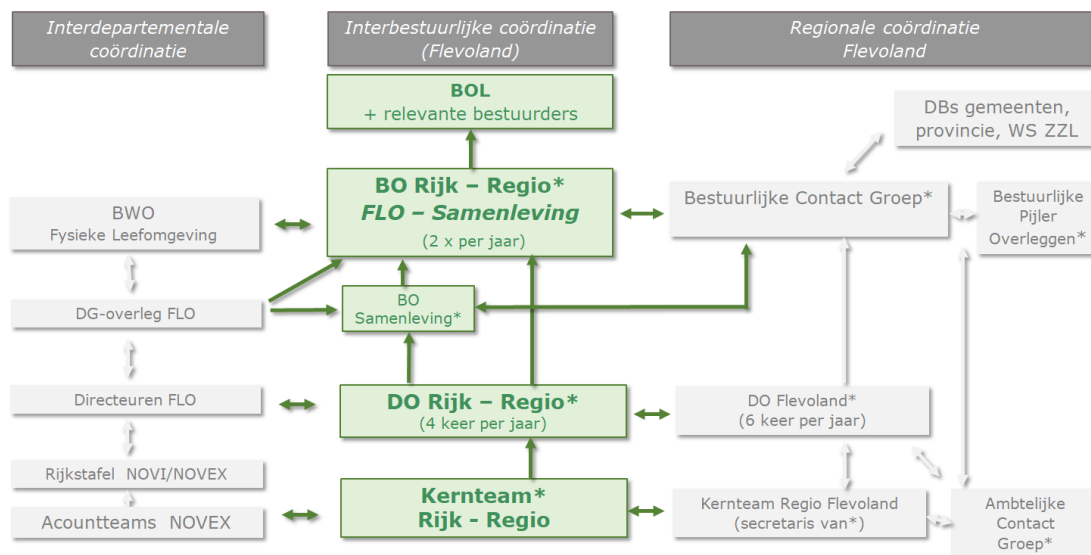 Interdepartementale
coördinatie
Interbestuurlijke coördinatie
(Flevoland)
Regionale coördinatie
Flevoland
BOL
+ relevante bestuurders
DBs gemeenten,
provincie, WS ZZL
BWO
Fysieke Leefomgeving
BO Rijk – Regio*
FLO – Samenleving
(2 x per jaar)
Bestuurlijke Contact Groep*
Bestuurlijke
Pijler
Overleggen*
DG-overleg FLO
BO
Samenleving*
Directeuren FLO
DO Rijk – Regio*
(4 keer per jaar)
DO Flevoland*
(6 keer per jaar)
Rijkstafel NOVI/NOVEX
Acountteams NOVEX
Kernteam*
Rijk - Regio
Kernteam Regio Flevoland
(secretaris van*)
Ambtelijke
Contact
Groep*